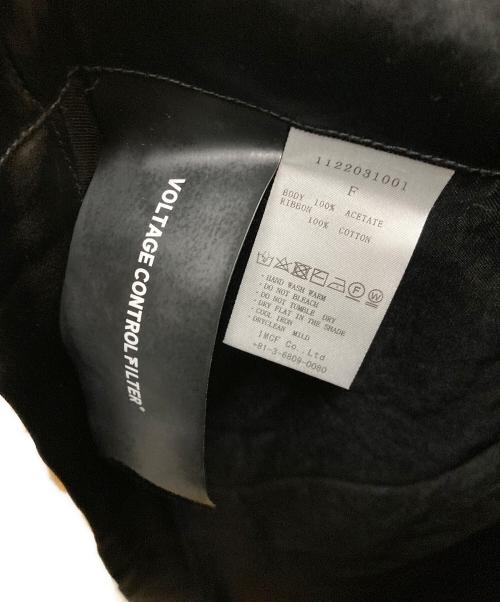 VOLTAGE CONTROL FILTER®
1122031001
F
BODY 100% ACETATE
RIBBON 100% COTTON
・HAND WASH WARM
・DO NOT BLEACH
・DO NOT TUMBLE DRY
・DRY FLAT IN THE SHADE
・COOL IRON
・DRYCLEAN MILD
IMCF Co., Ltd
+81-3-6809-0080